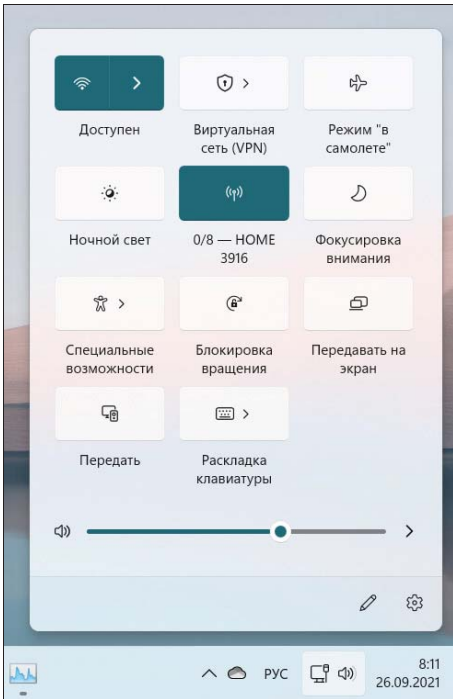 Доступен
Виртуальная
сеть (VPN)
Режим "в
самолете"
Ночной свет
0/8 — HOME
3916
Фокусировка
внимания
Специальные
возможности
Блокировка
вращения
Передавать на
экран
Передать
Раскладка
клавиатуры
РУС
8:11
26.09.2021